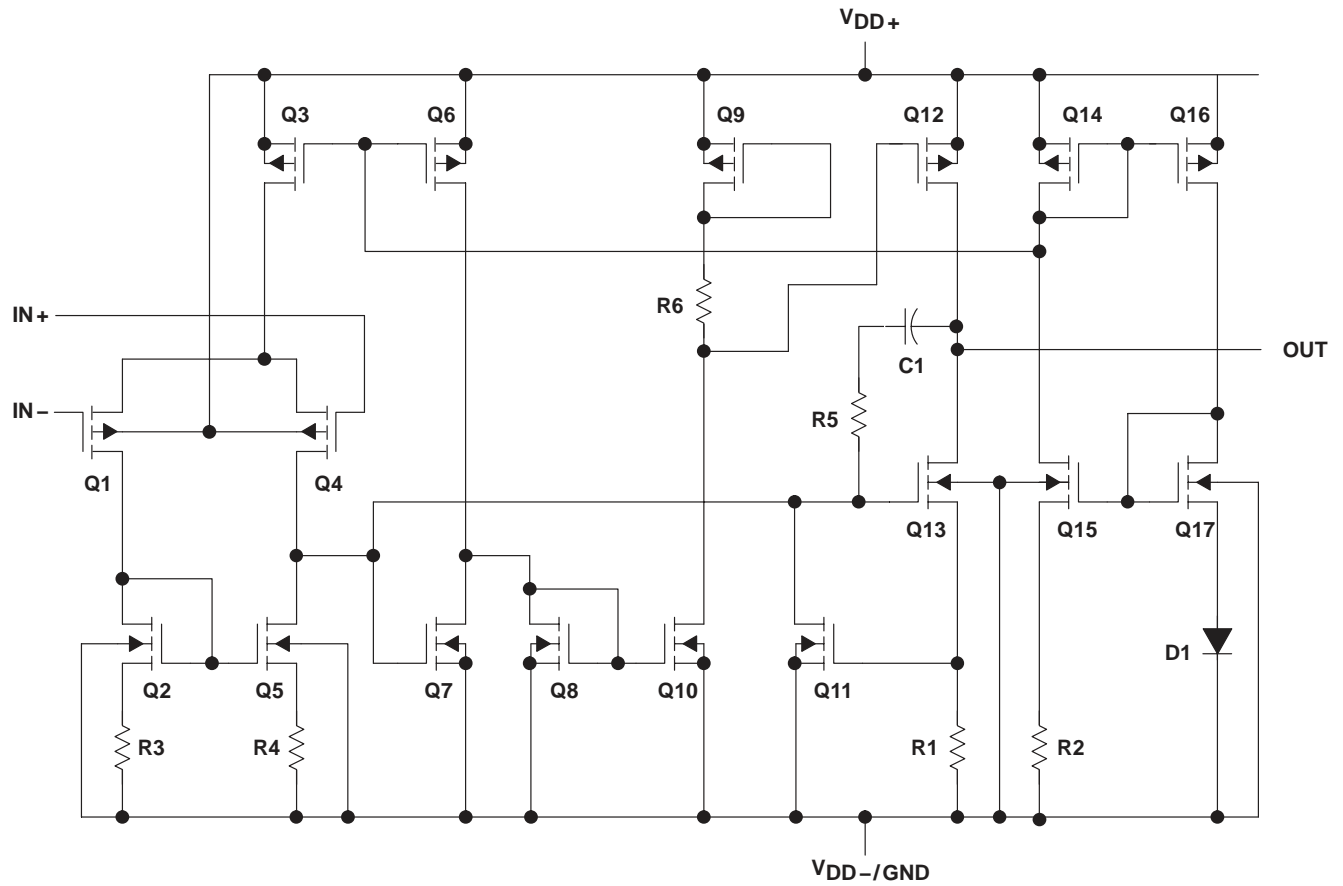 VDD+
Q3
Q6
Q9
Q12
Q14
Q16
R6
IN+
C1
OUT
IN−
R5
Q1
Q4
Q13
Q15
Q17
D1
Q2
Q5
Q7
Q8
Q10
Q11
R3
R4
R1
R2
VDD−/GND